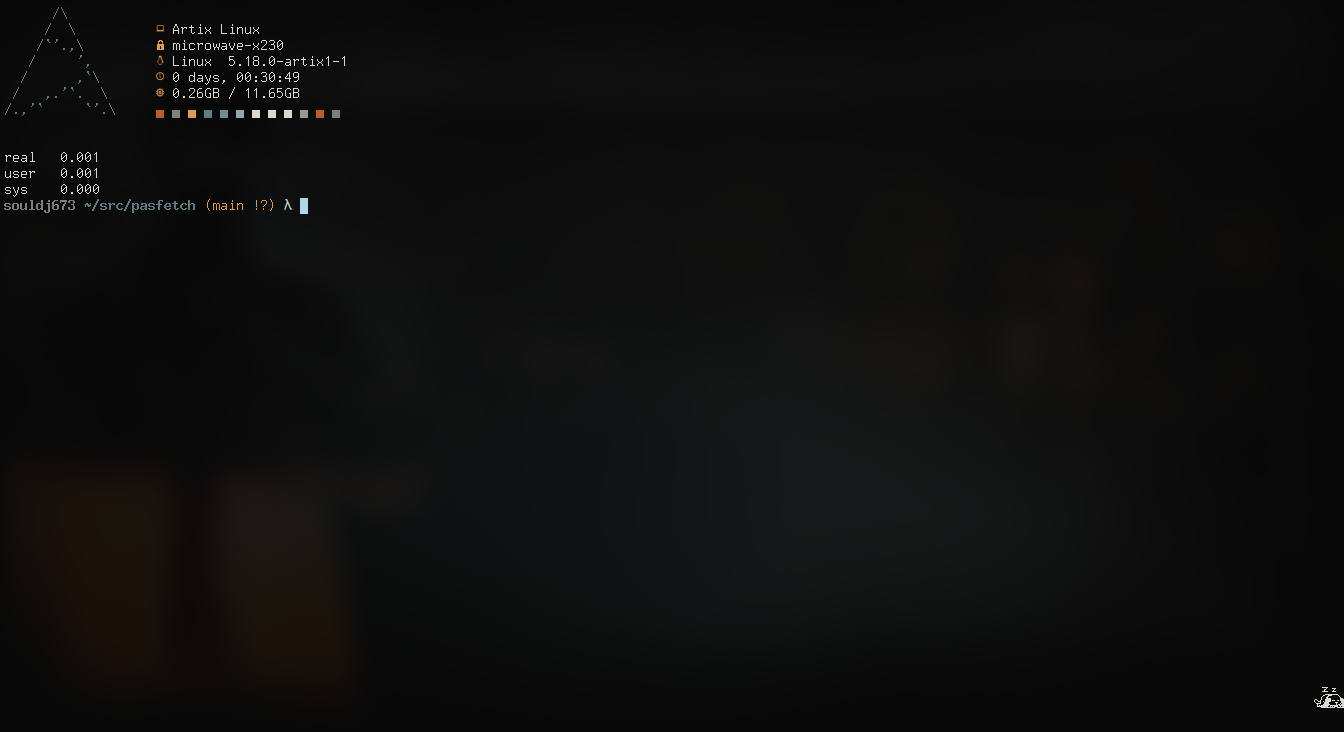 Artix Linux
microwave-x230
Linux  5.18.0-artix1-1
0 days, 00:30:49
0.26GB / 11.65GB
real   0.001
user   0.001
sys    0.000
souldj673 ~/src/pasfetch (main !?) λ
Z z